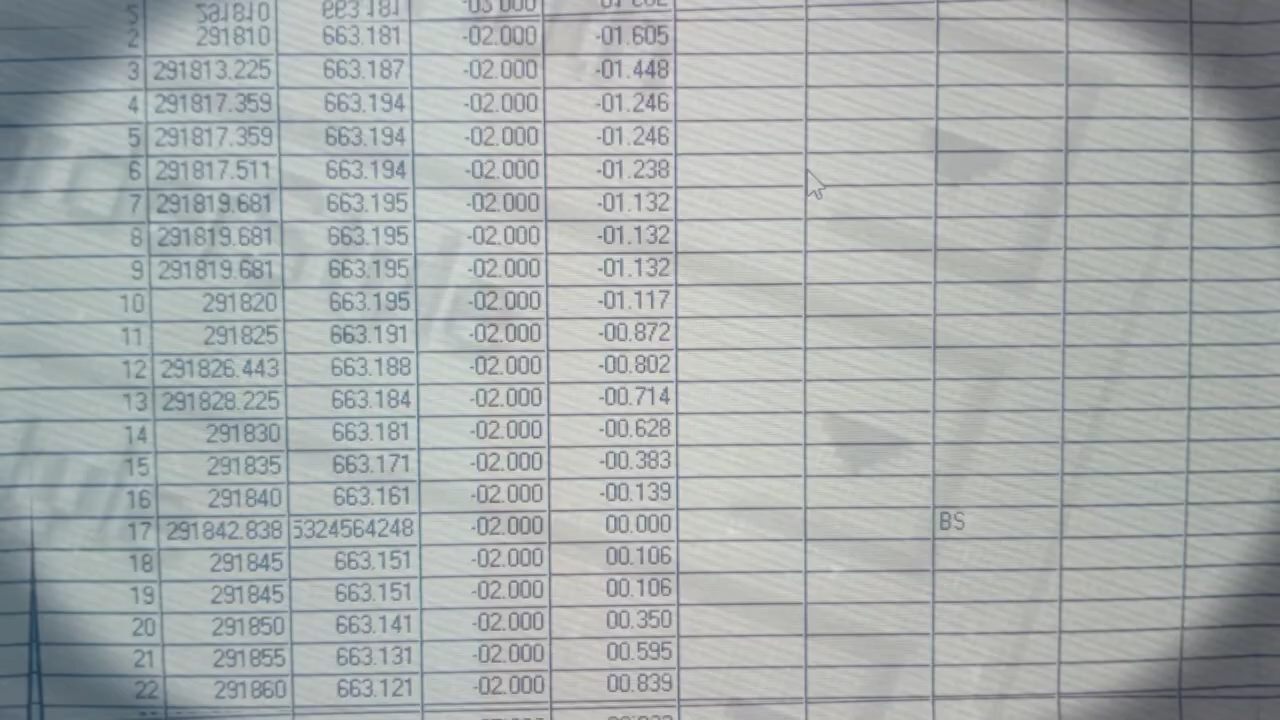 2 291810 663.181 -02.000 -01.605
3 291813.225 663.187 -02.000 -01.448
4 291817.359 663.194 -02.000 -01.246
5 291817.359 663.194 -02.000 -01.246
6 291817.511 663.194 -02.000 -01.238
7 291819.681 663.195 -02.000 -01.132
8 291819.681 663.195 -02.000 -01.132
9 291819.681 663.195 -02.000 -01.132
10 291820 663.195 -02.000 -01.117
11 291825 663.191 -02.000 -00.872
12 291826.443 663.188 -02.000 -00.802
13 291828.225 663.184 -02.000 -00.714
14 291830 663.181 -02.000 -00.628
15 291835 663.171 -02.000 -00.383
16 291840 663.161 -02.000 -00.139
17 291842.838 5324564248 -02.000 00.000 BS
18 291845 663.151 -02.000 00.106
19 291845 663.151 -02.000 00.106
20 291850 663.141 -02.000 00.350
21 291855 663.131 -02.000 00.595
22 291860 663.121 -02.000 00.839